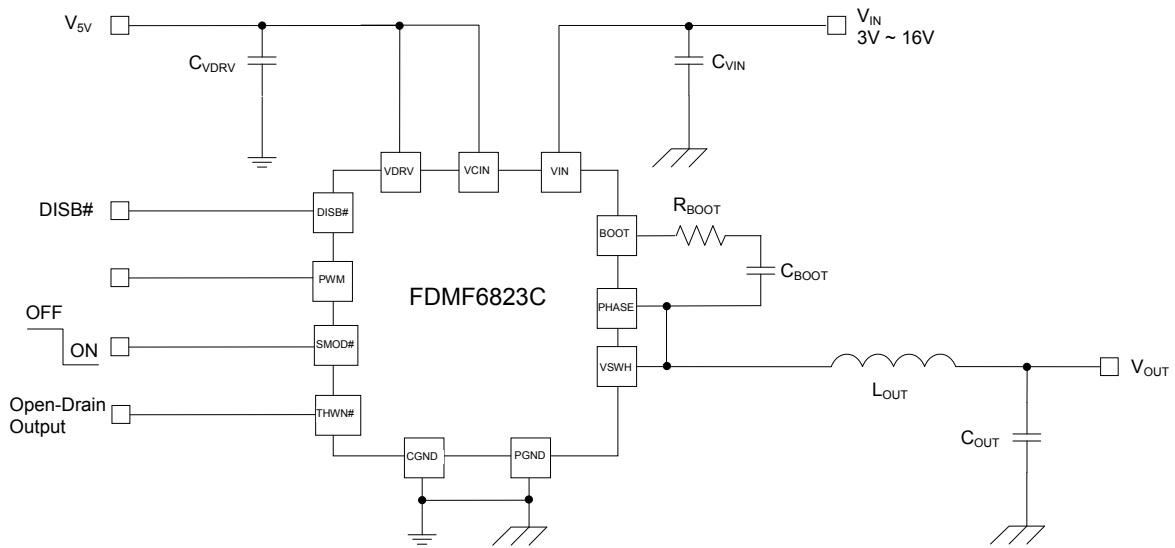 V5V
CVDRV
CVIN
VIN
3V ~ 16V
VDRV
VCIN
VIN
DISB#
DISB#
BOOT
RBOOT
CBOOT
PWM
FDMF6823C
PHASE
OFF
ON
SMOD#
VSWH
LOUT
VOUT
Open-Drain
Output
THWN#
COUT
CGND
PGND